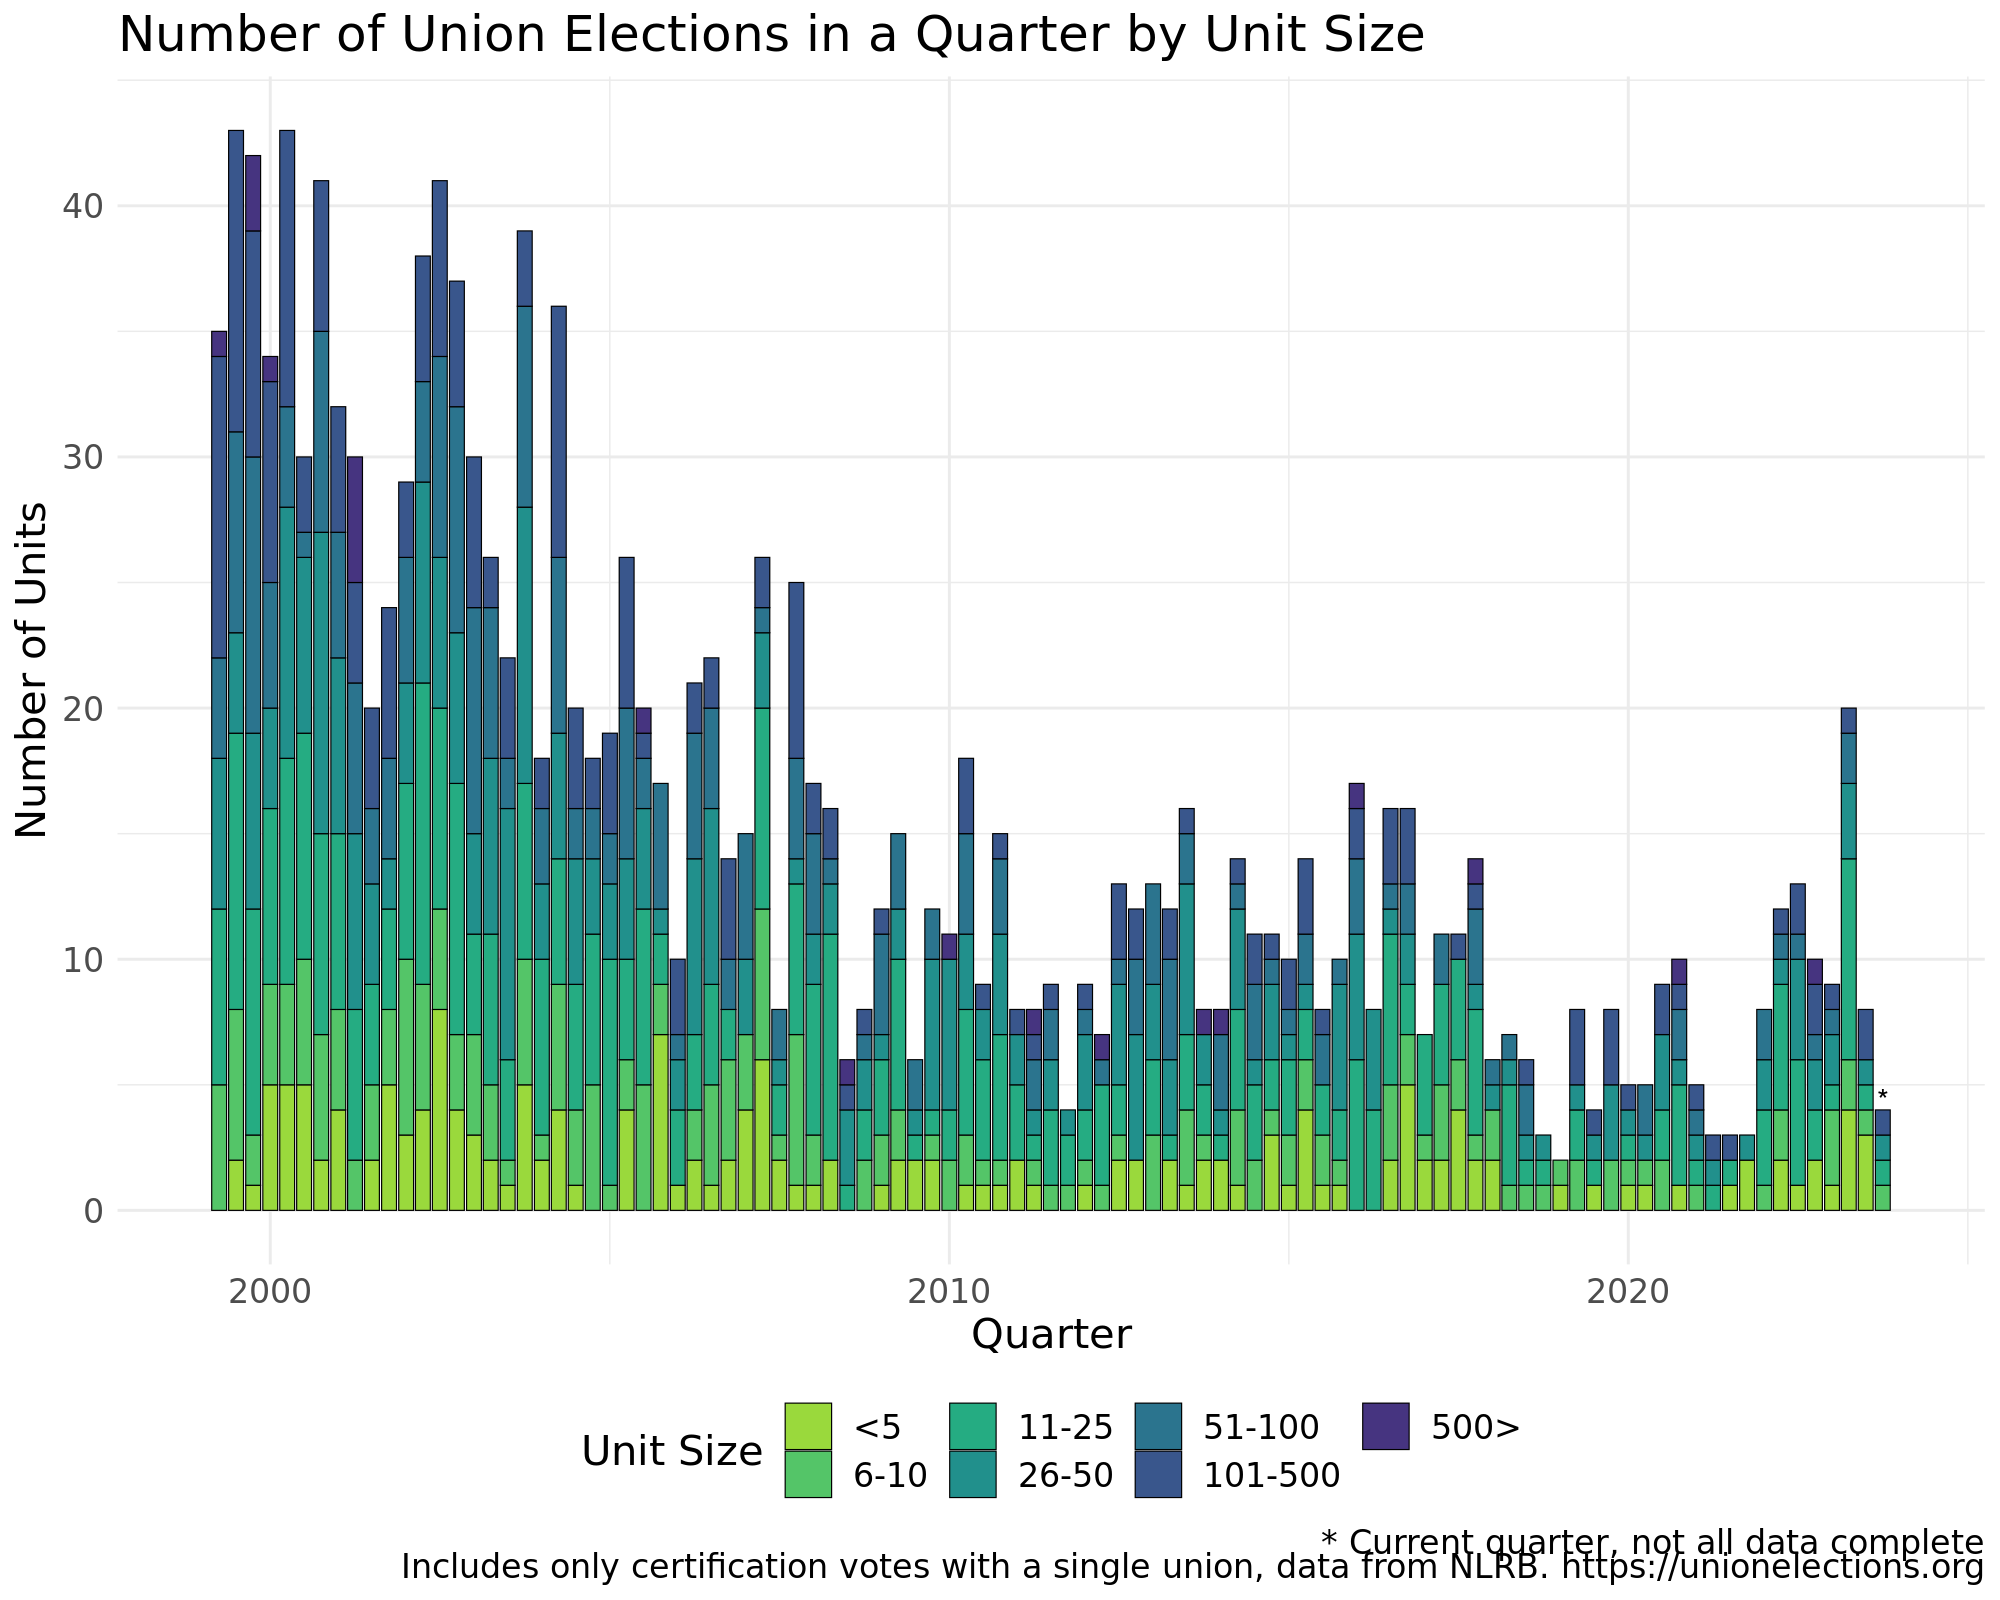 Number of Union Elections in a Quarter by Unit Size
Number of Units
40
30
20
10
0
*
2000 2010 2020
Quarter
Unit Size
<5 11-25 51-100 500>
6-10 26-50 101-500
* Current quarter, not all data complete
Includes only certification votes with a single union, data from NLRB. https://unionelections.org